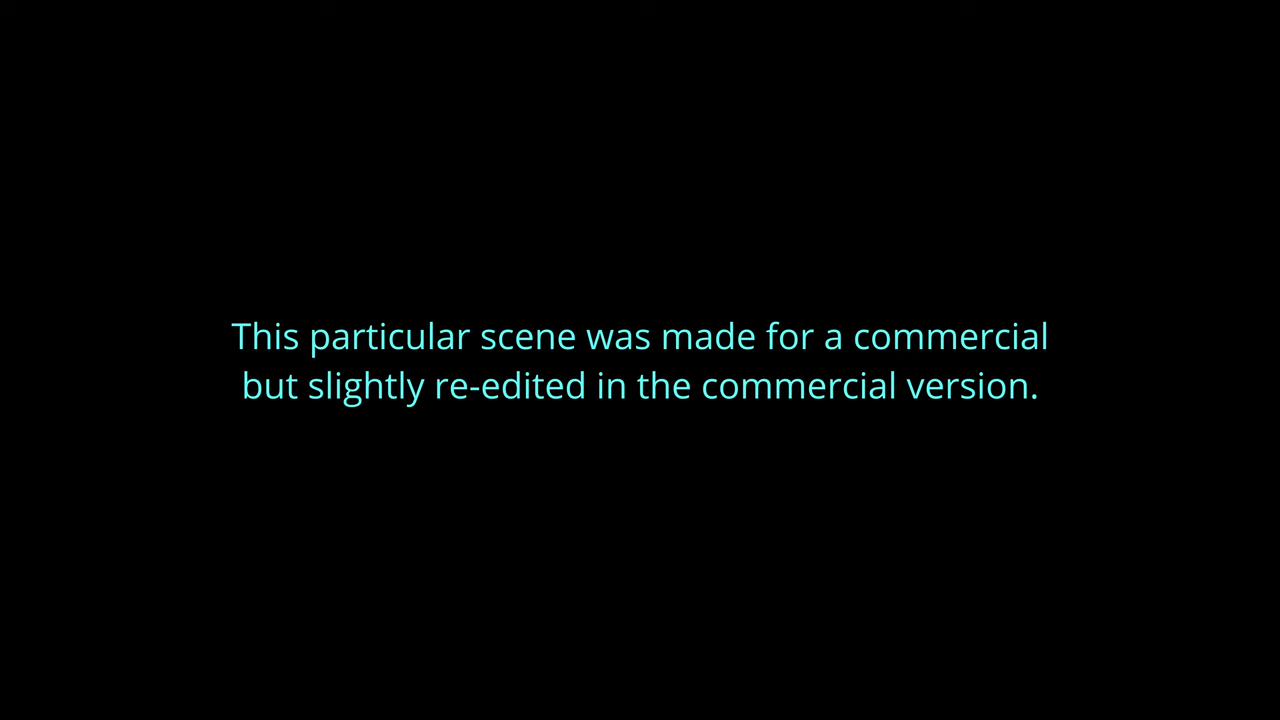 This particular scene was made for a commercial
but slightly re-edited in the commercial version.